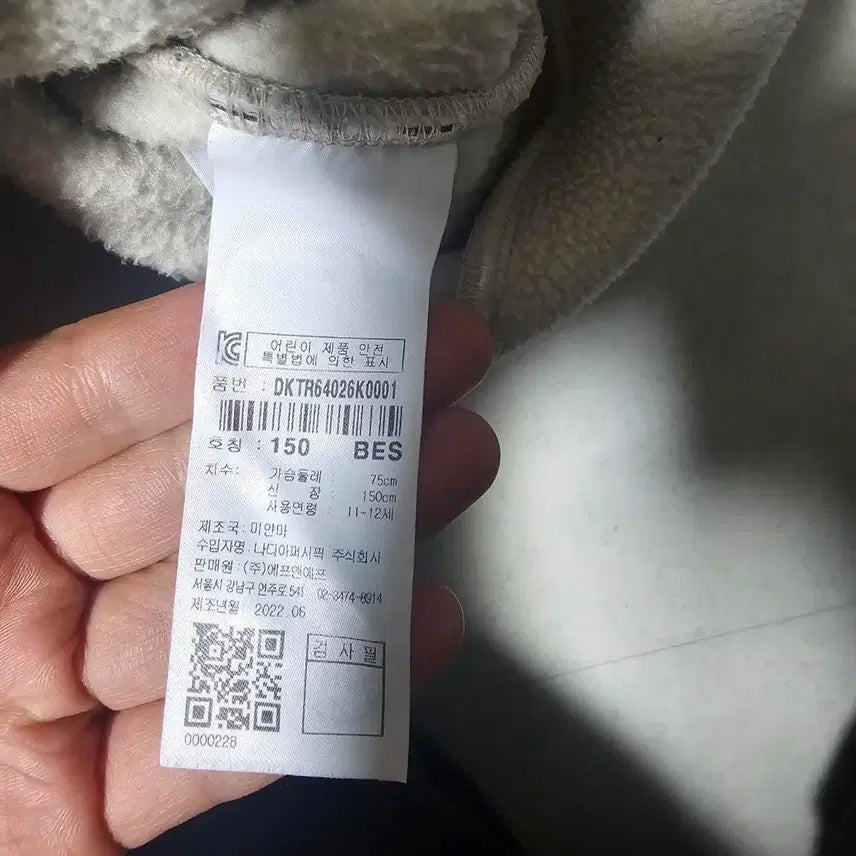 KC 어린이 제품 안전
특별법에 의한 표시
품번 : DKTR64026K0001
호칭 : 150 BES
치수: 가슴둘레 : 75cm
신 장 : 150cm
사용연령 : 11~12세
제조국: 미얀마
수입자명: 나디아퍼시픽 주식회사
판매원: (주)에프앤에프
서울시 강남구 언주로 541 02-3474-8914
제조년월 2022.06
검사필
0000228